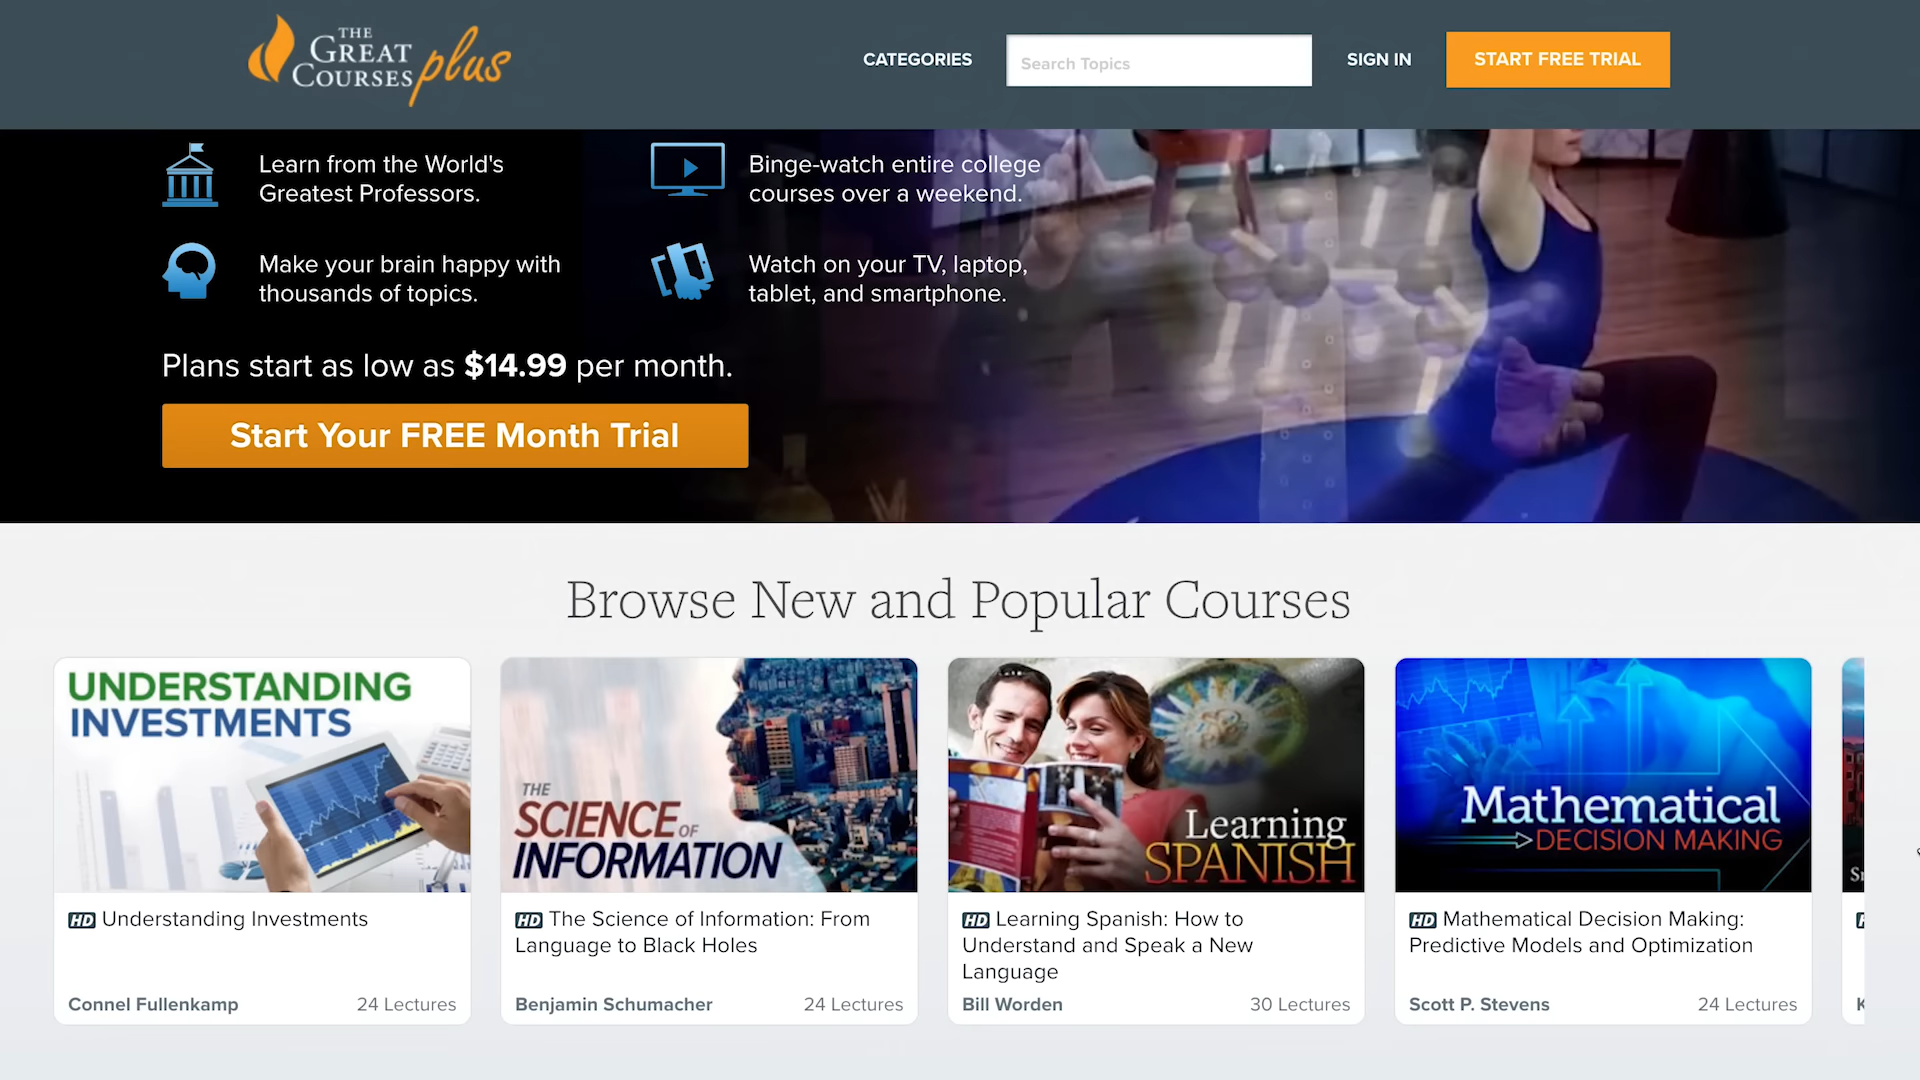 THE
GREAT
COURSES plus
CATEGORIES
Search Topics
SIGN IN
START FREE TRIAL
Learn from the World's
Greatest Professors.
Binge-watch entire college
courses over a weekend.
Make your brain happy with
thousands of topics.
Watch on your TV, laptop,
tablet, and smartphone.
Plans start as low as $14.99 per month.
Start Your FREE Month Trial
Browse New and Popular Courses
UNDERSTANDING
INVESTMENTS
HD Understanding Investments
Connel Fullenkamp
24 Lectures
THE
SCIENCE OF
INFORMATION
HD The Science of Information: From
Language to Black Holes
Benjamin Schumacher
24 Lectures
Learning
SPANISH
HD Learning Spanish: How to
Understand and Speak a New
Language
Bill Worden
30 Lectures
Mathematical
DECISION MAKING
HD Mathematical Decision Making:
Predictive Models and Optimization
Scott P. Stevens
24 Lectures